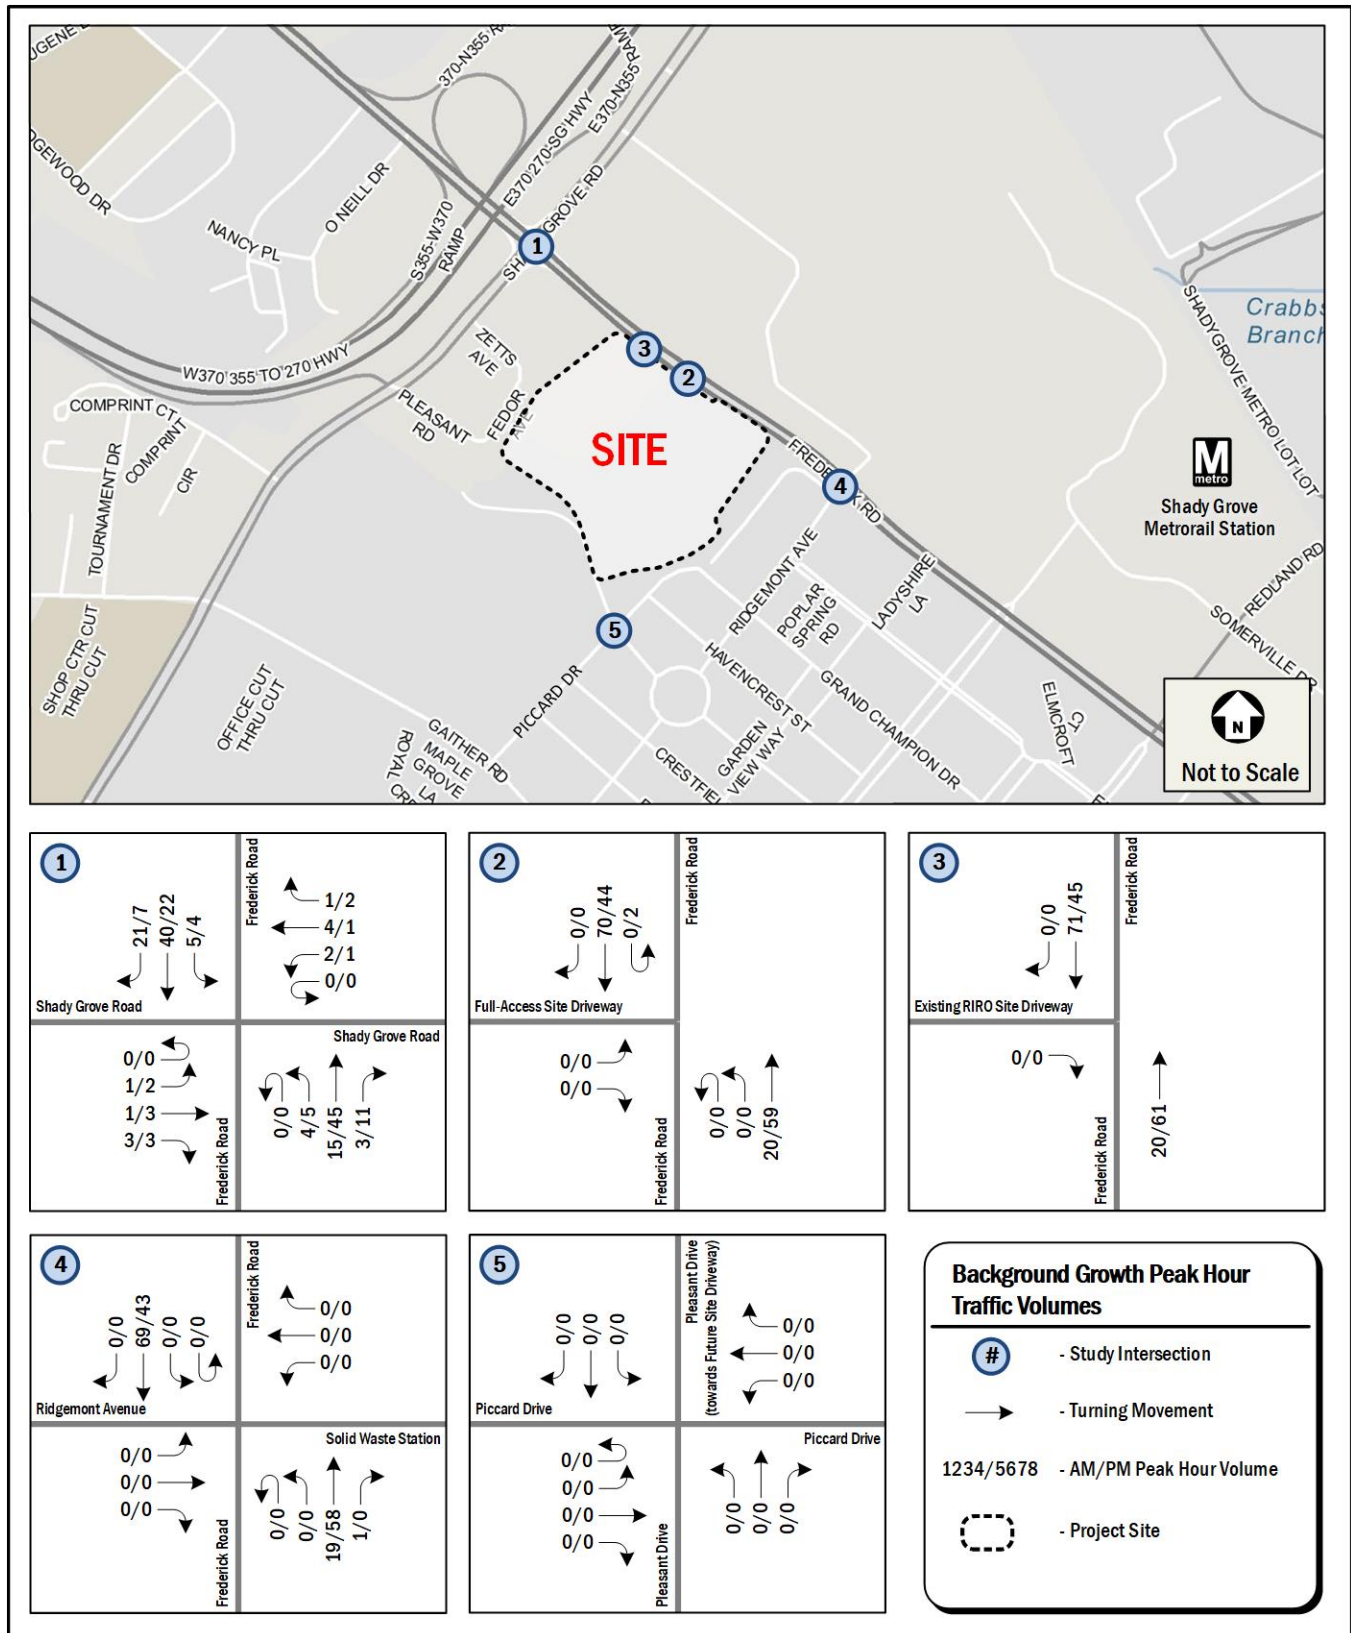 370-N355
E370 270-SG HWY
E370-N355
RAMP
O NEILL DR
NANCY PL
S355-W370
RAMP
GROVE RD
1
SHADYGROVE METRO LOT LOT
Crabbs
Branch
ZETTS
AVE
3
2
W370 355 TO 270 HWY
COMPRINT CT
COMPRINT
CIR
PLEASANT
RD
FEDOR
AVE
SITE
FREDERICK RD
4
metro
Shady Grove
Metrorail Station
TOURNAMENT DR
RIDGEMONT AVE
POPLAR
SPRING
RD
LADYSHIRE
LA
REDLAND RD
SOMERVILLE DR
5
SHOP CTR CUT
THRU CUT
OFFICE CUT
THRU CUT
PICCARD DR
HAVENCREST ST
GRAND CHAMPION DR
ELMCROFT
CT
GAITHER RD
MAPLE
GROVE
LA
ROYAL
GARDEN
VIEW WAY
N
Not to Scale
1
21/7
40/22
5/4
Frederick Road
1/2
4/1
2/1
0/0
Shady Grove Road
Shady Grove Road
0/0
1/2
1/3
3/3
Frederick Road
0/0
4/5
15/45
3/11
2
0/0
70/44
0/2
Frederick Road
Full-Access Site Driveway
0/0
0/0
Frederick Road
0/0
0/0
20/59
3
0/0
71/45
Frederick Road
Existing RIRO Site Driveway
0/0
Frederick Road
20/61
4
0/0
69/43
0/0
0/0
Frederick Road
0/0
0/0
0/0
Ridgemont Avenue
Solid Waste Station
0/0
0/0
0/0
Frederick Road
0/0
0/0
19/58
1/0
5
0/0
0/0
0/0
Pleasant Drive
(towards Future Site Driveway)
0/0
0/0
0/0
Piccard Drive
Piccard Drive
0/0
0/0
0/0
0/0
Pleasant Drive
0/0
0/0
0/0
Background Growth Peak Hour
Traffic Volumes
# - Study Intersection
- Turning Movement
1234/5678 - AM/PM Peak Hour Volume
- Project Site